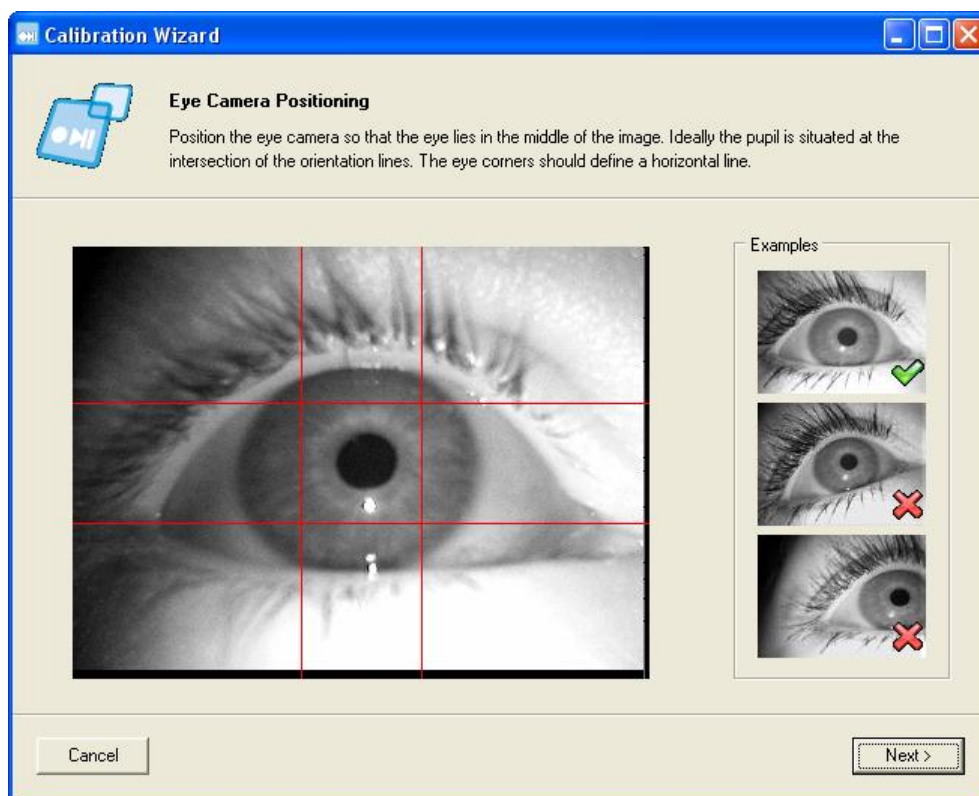 Calibration Wizard
Eye Camera Positioning
Position the eye camera so that the eye lies in the middle of the image. Ideally the pupil is situated at the
intersection of the orientation lines. The eye corners should define a horizontal line.
Examples
Cancel
Next >